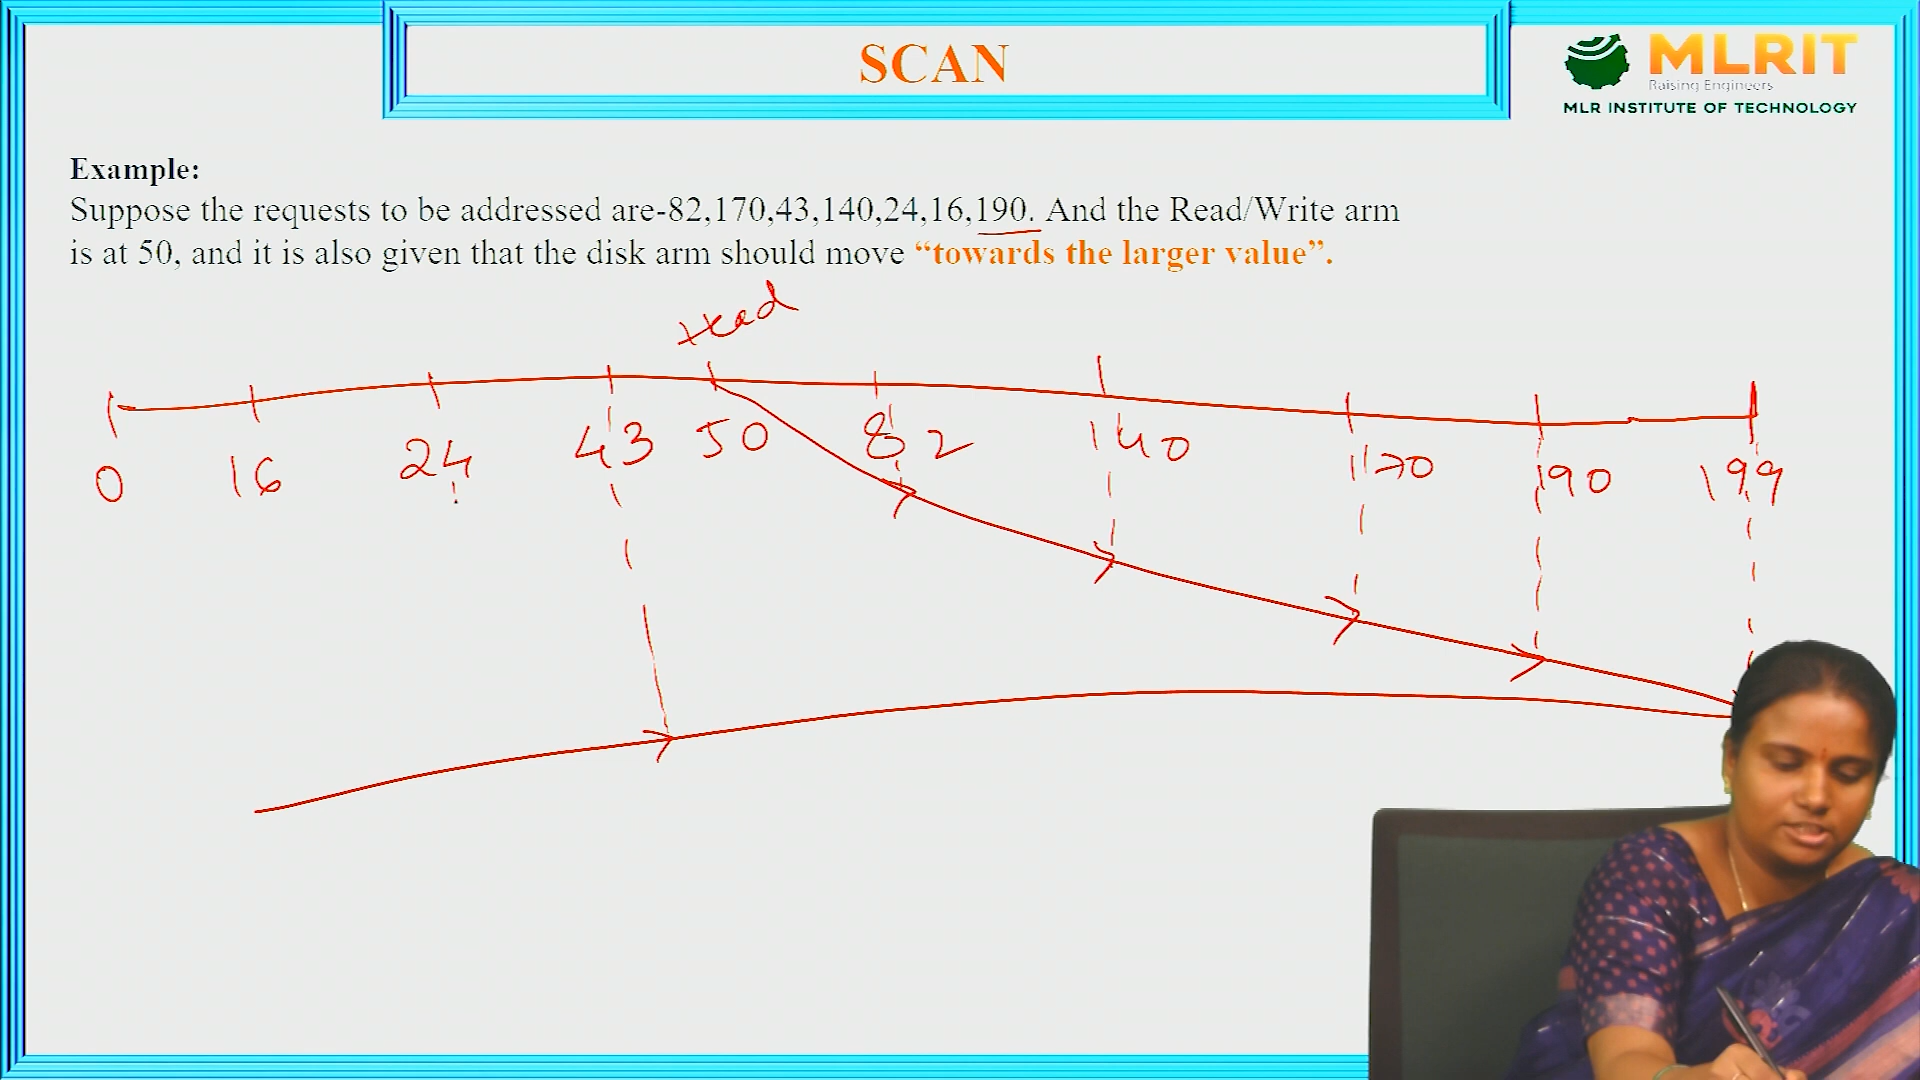 SCAN
MLRIT
Raising Engineers
MLR INSTITUTE OF TECHNOLOGY
Example:
Suppose the requests to be addressed are-82,170,43,140,24,16,190. And the Read/Write arm
is at 50, and it is also given that the disk arm should move “towards the larger value”.
Head
0 16 24 43 50 82 140 170 190 199